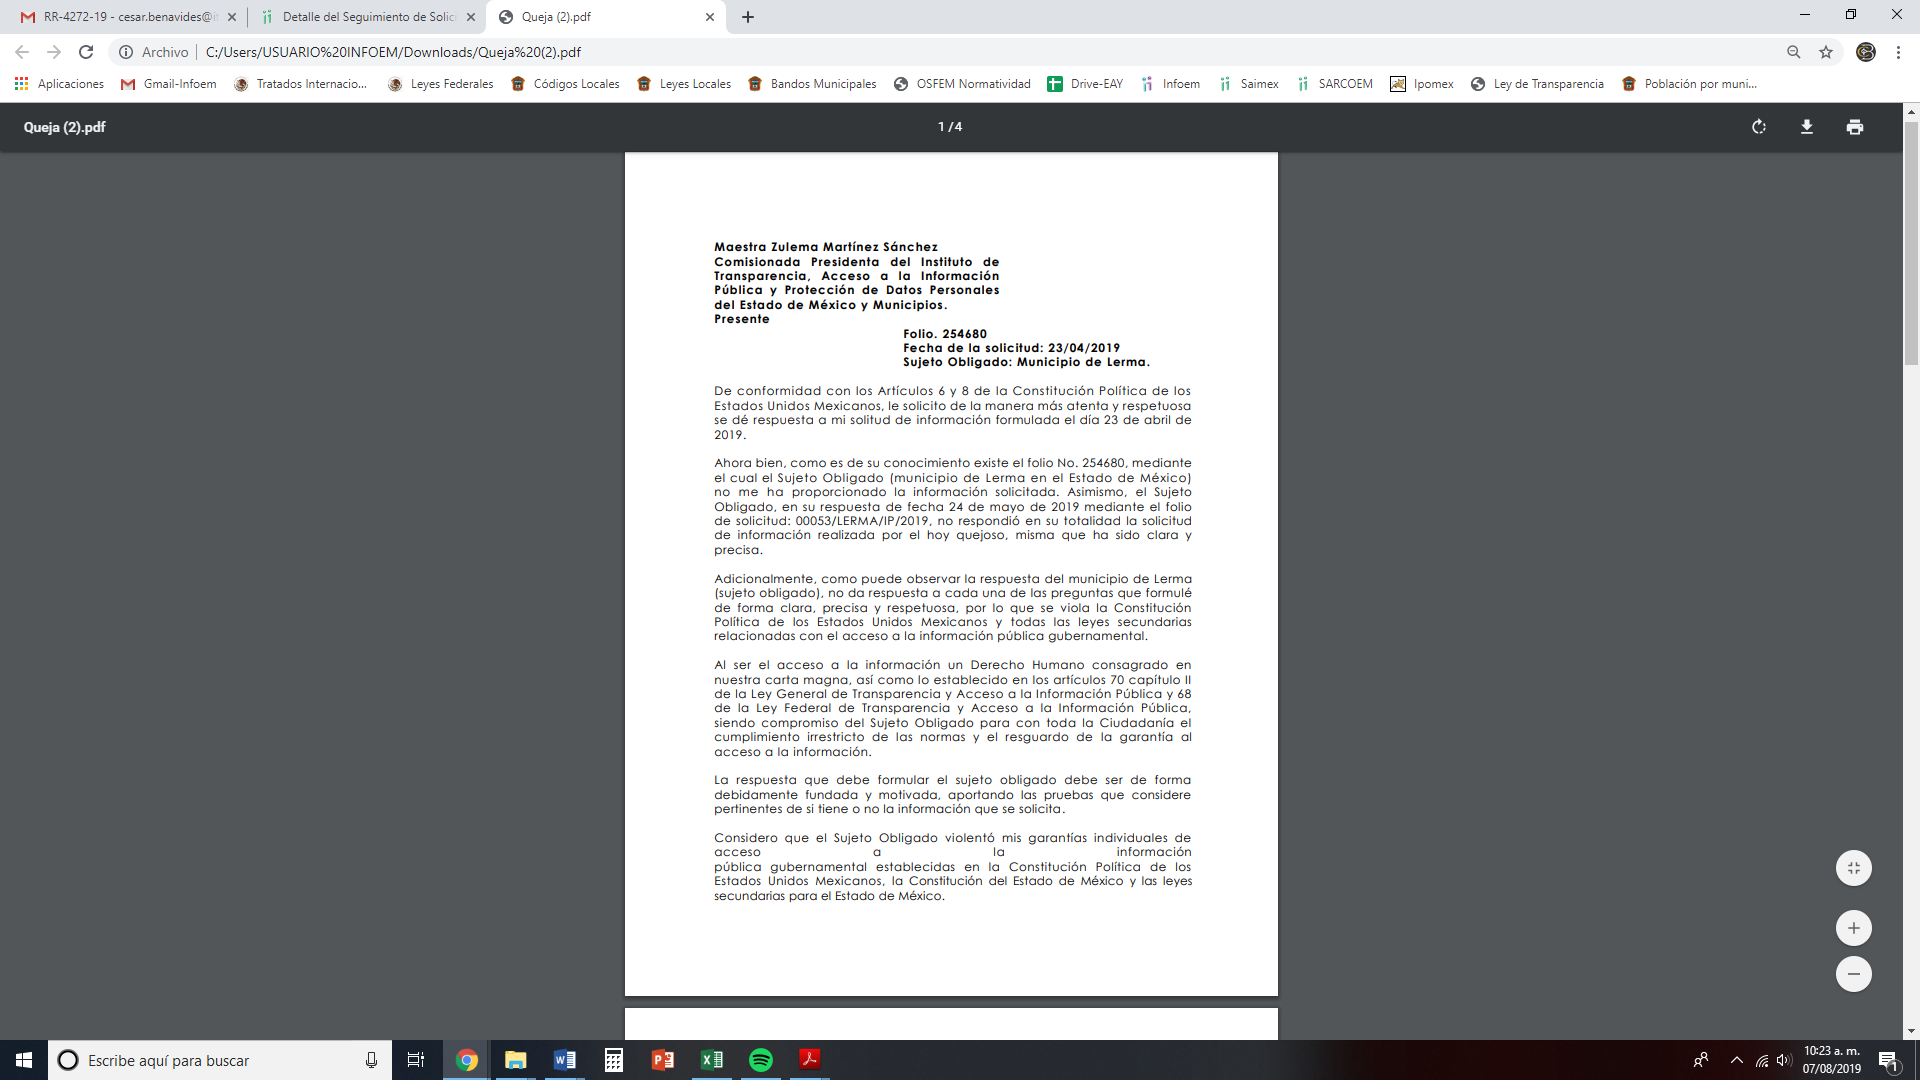 RR-4272-19 - cesar.benavides@i
Detalle del Seguimiento de Solici
Queja (2).pdf
Archivo
C:/Users/USUARIO%20INFOEM/Downloads/Queja%20(2).pdf
Aplicaciones
Gmail-Infoem
Tratados Internacio...
Leyes Federales
Códigos Locales
Leyes Locales
Bandos Municipales
OSFEM Normatividad
Drive-EAY
Infoem
Saimex
SARCOEM
Ipomex
Ley de Transparencia
Población por muni...
Queja (2).pdf
1 / 4
Maestra Zulema Martínez Sánchez
Comisionada Presidenta del Instituto de
Transparencia, Acceso a la Información
Pública y Protección de Datos Personales
del Estado de México y Municipios.
Presente
Folio. 254680
Fecha de la solicitud: 23/04/2019
Sujeto Obligado: Municipio de Lerma.
De conformidad con los Artículos 6 y 8 de la Constitución Política de los
Estados Unidos Mexicanos, le solicito de la manera más atenta y respetuosa
se dé respuesta a mi solitud de información formulada el día 23 de abril de
2019.
Ahora bien, como es de su conocimiento existe el folio No. 254680, mediante
el cual el Sujeto Obligado (municipio de Lerma en el Estado de México)
no me ha proporcionado la información solicitada. Asimismo, el Sujeto
Obligado, en su respuesta de fecha 24 de mayo de 2019 mediante el folio
de solicitud: 00053/LERMA/IP/2019, no respondió en su totalidad la solicitud
de información realizada por el hoy quejoso, misma que ha sido clara y
precisa.
Adicionalmente, como puede observar la respuesta del municipio de Lerma
(sujeto obligado), no da respuesta a cada una de las preguntas que formulé
de forma clara, precisa y respetuosa, por lo que se viola la Constitución
Política de los Estados Unidos Mexicanos y todas las leyes secundarias
relacionadas con el acceso a la información pública gubernamental.
Al ser el acceso a la información un Derecho Humano consagrado en
nuestra carta magna, así como lo establecido en los artículos 70 capítulo II
de la Ley General de Transparencia y Acceso a la Información Pública y 68
de la Ley Federal de Transparencia y Acceso a la Información Pública,
siendo compromiso del Sujeto Obligado para con toda la Ciudadanía el
cumplimiento irrestricto de las normas y el resguardo de la garantía al
acceso a la información.
La respuesta que debe formular el sujeto obligado debe ser de forma
debidamente fundada y motivada, aportando las pruebas que considere
pertinentes de si tiene o no la información que se solicita.
Considero que el Sujeto Obligado violentó mis garantías individuales de
acceso a la información
pública gubernamental establecidas en la Constitución Política de los
Estados Unidos Mexicanos, la Constitución del Estado de México y las leyes
secundarias para el Estado de México.
Escribe aquí para buscar
10:23 a. m.
07/08/2019
1